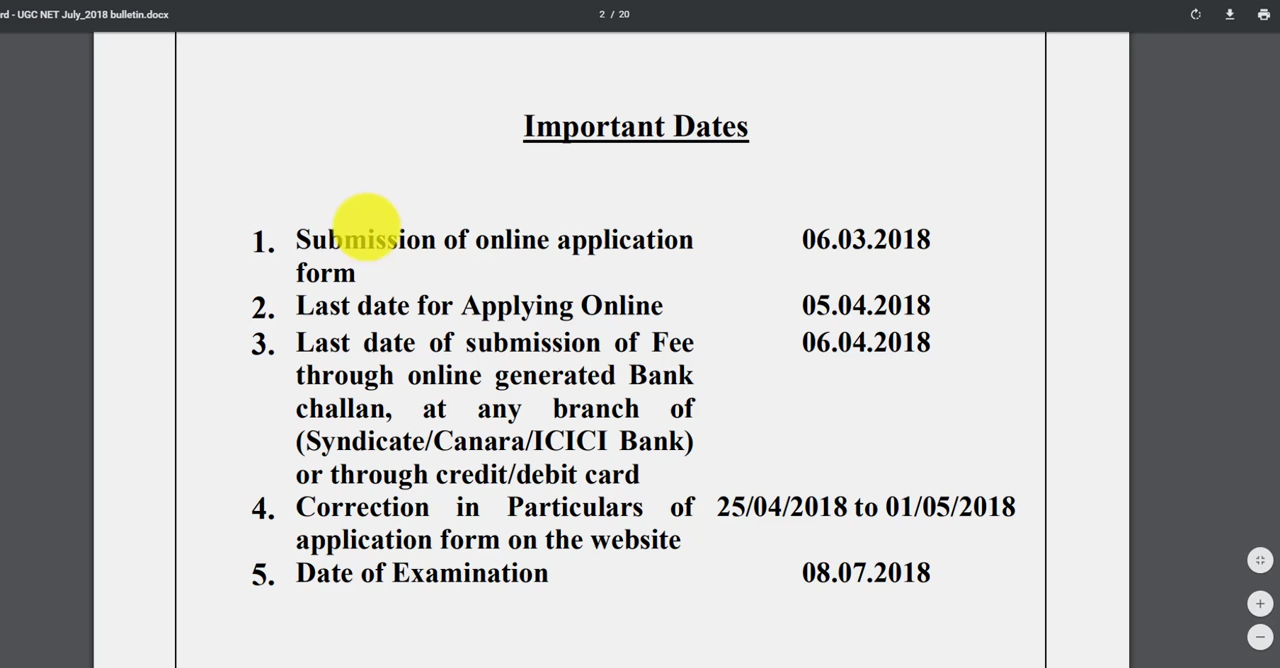 rd - UGC NET July_2018 bulletin.docx
2 / 20
Important Dates
1. Submission of online application 06.03.2018
form
2. Last date for Applying Online 05.04.2018
3. Last date of submission of Fee 06.04.2018
through online generated Bank
challan, at any branch of
(Syndicate/Canara/ICICI Bank)
or through credit/debit card
4. Correction in Particulars of 25/04/2018 to 01/05/2018
application form on the website
5. Date of Examination 08.07.2018